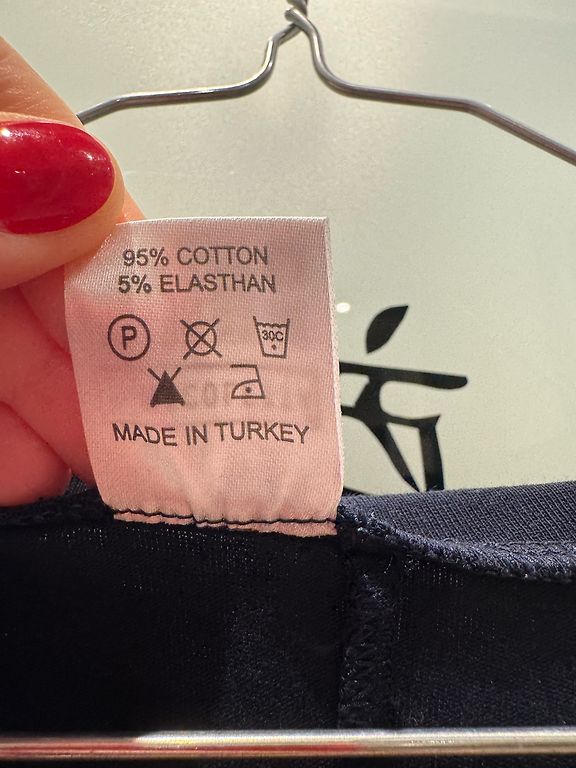 95% COTTON
5% ELASTHAN
P
30C
MADE IN TURKEY